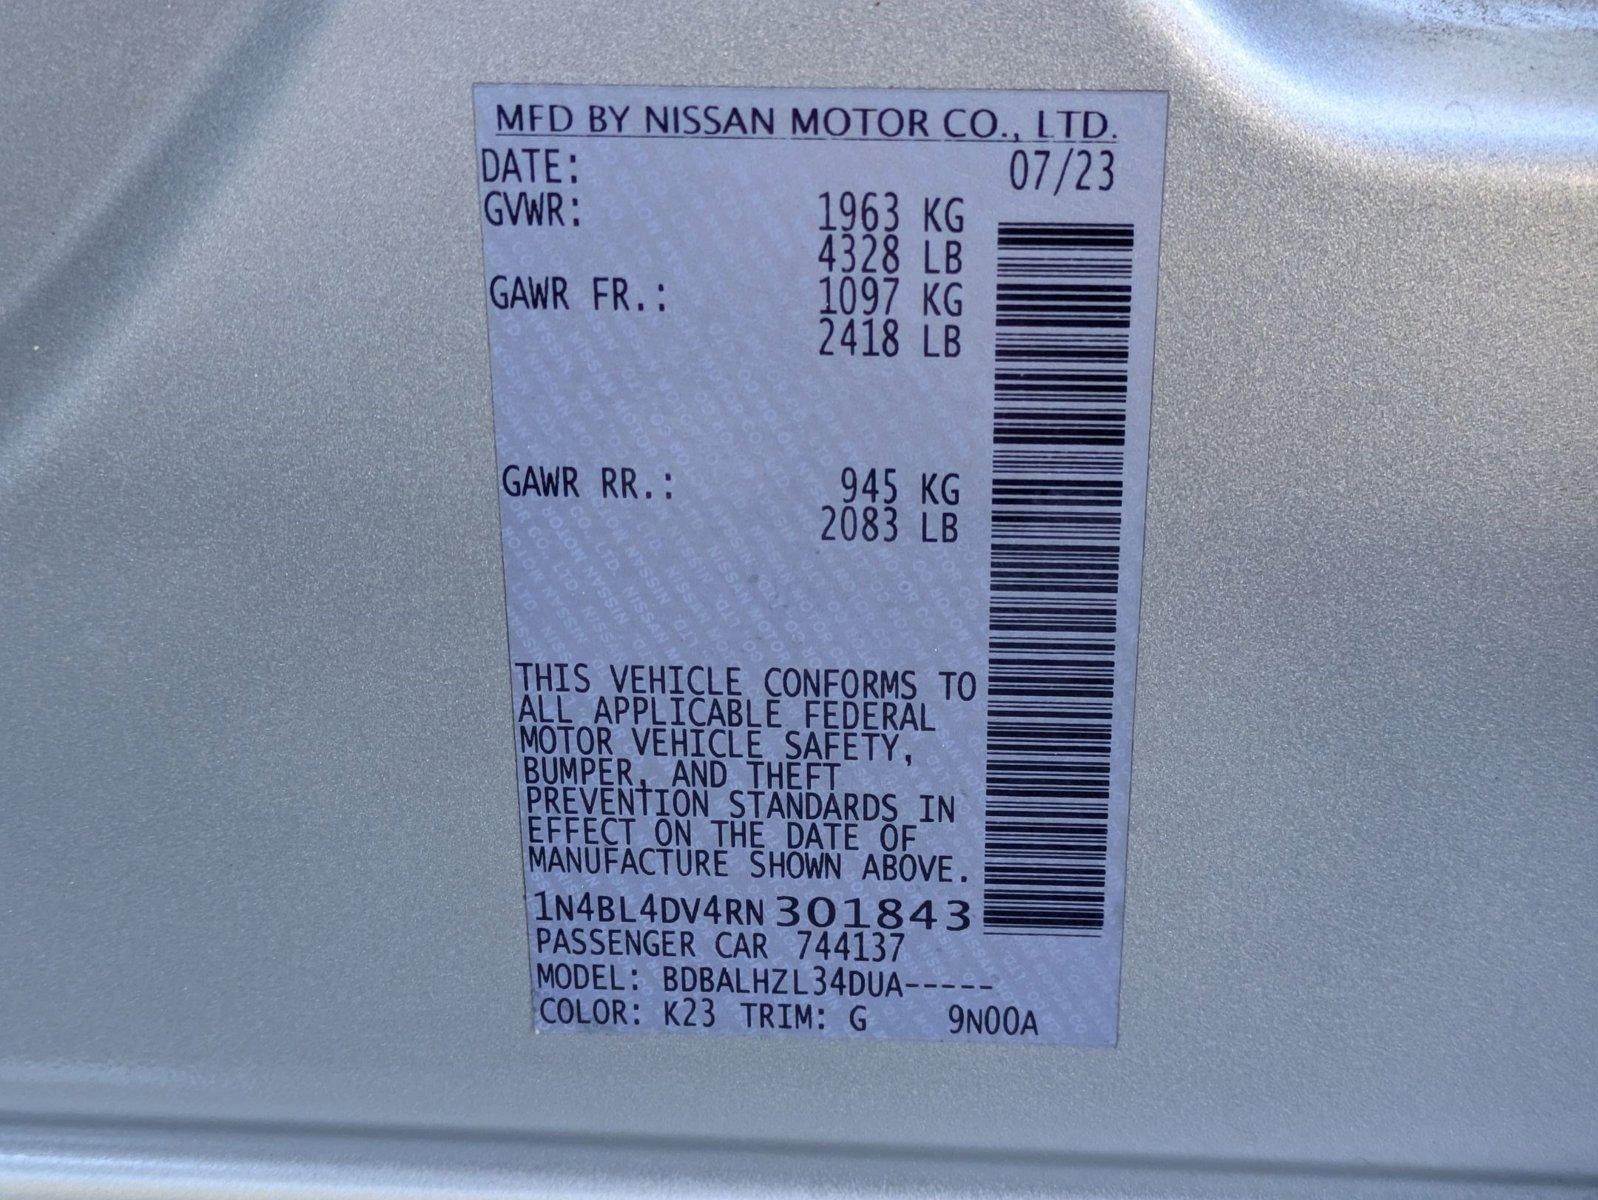 MFD BY NISSAN MOTOR CO., LTD.
DATE: 07/23
GVWR: 1963 KG
4328 LB
GAWR FR.: 1097 KG
2418 LB
GAWR RR.: 945 KG
2083 LB
THIS VEHICLE CONFORMS TO
ALL APPLICABLE FEDERAL
MOTOR VEHICLE SAFETY,
BUMPER, AND THEFT
PREVENTION STANDARDS IN
EFFECT ON THE DATE OF
MANUFACTURE SHOWN ABOVE.
1N4BL4DV4RN301843
PASSENGER CAR 744137
MODEL: BDBALHZL34DUA-----
COLOR: K23 TRIM: G 9N00A